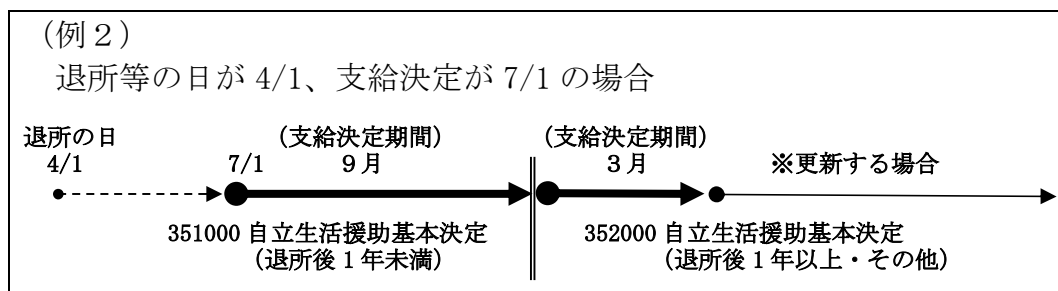 (例2)
退所等の日が 4/1、支給決定が 7/1 の場合
退所の日 (支給決定期間) (支給決定期間)
4/1 7/1 9月 3月 ※更新する場合
351000 自立生活援助基本決定 352000 自立生活援助基本決定
(退所後1年未満) (退所後1年以上・その他)